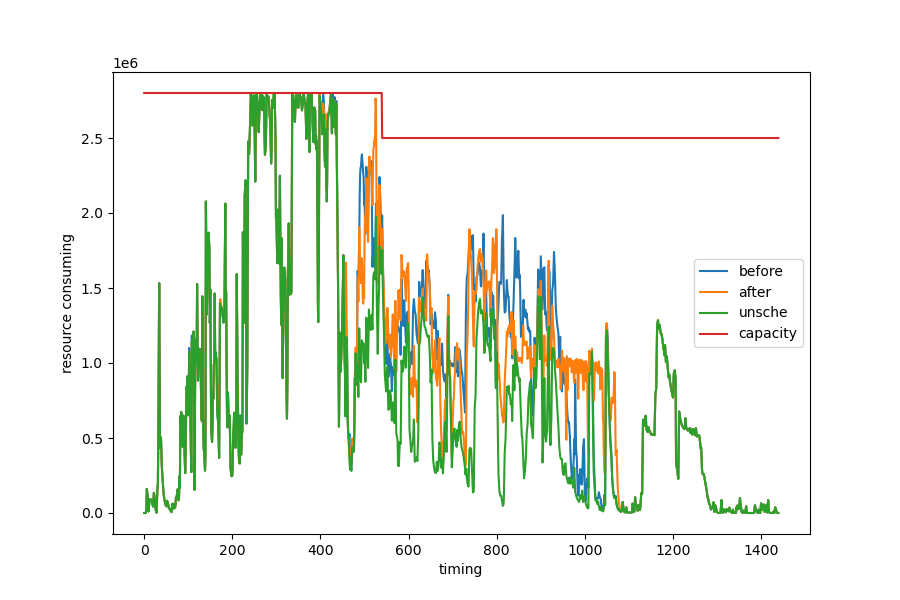 1e6
2.5
2.0
1.5
1.0
0.5
0.0
resource consuming
before
after
unsche
capacity
0 200 400 600 800 1000 1200 1400
timing